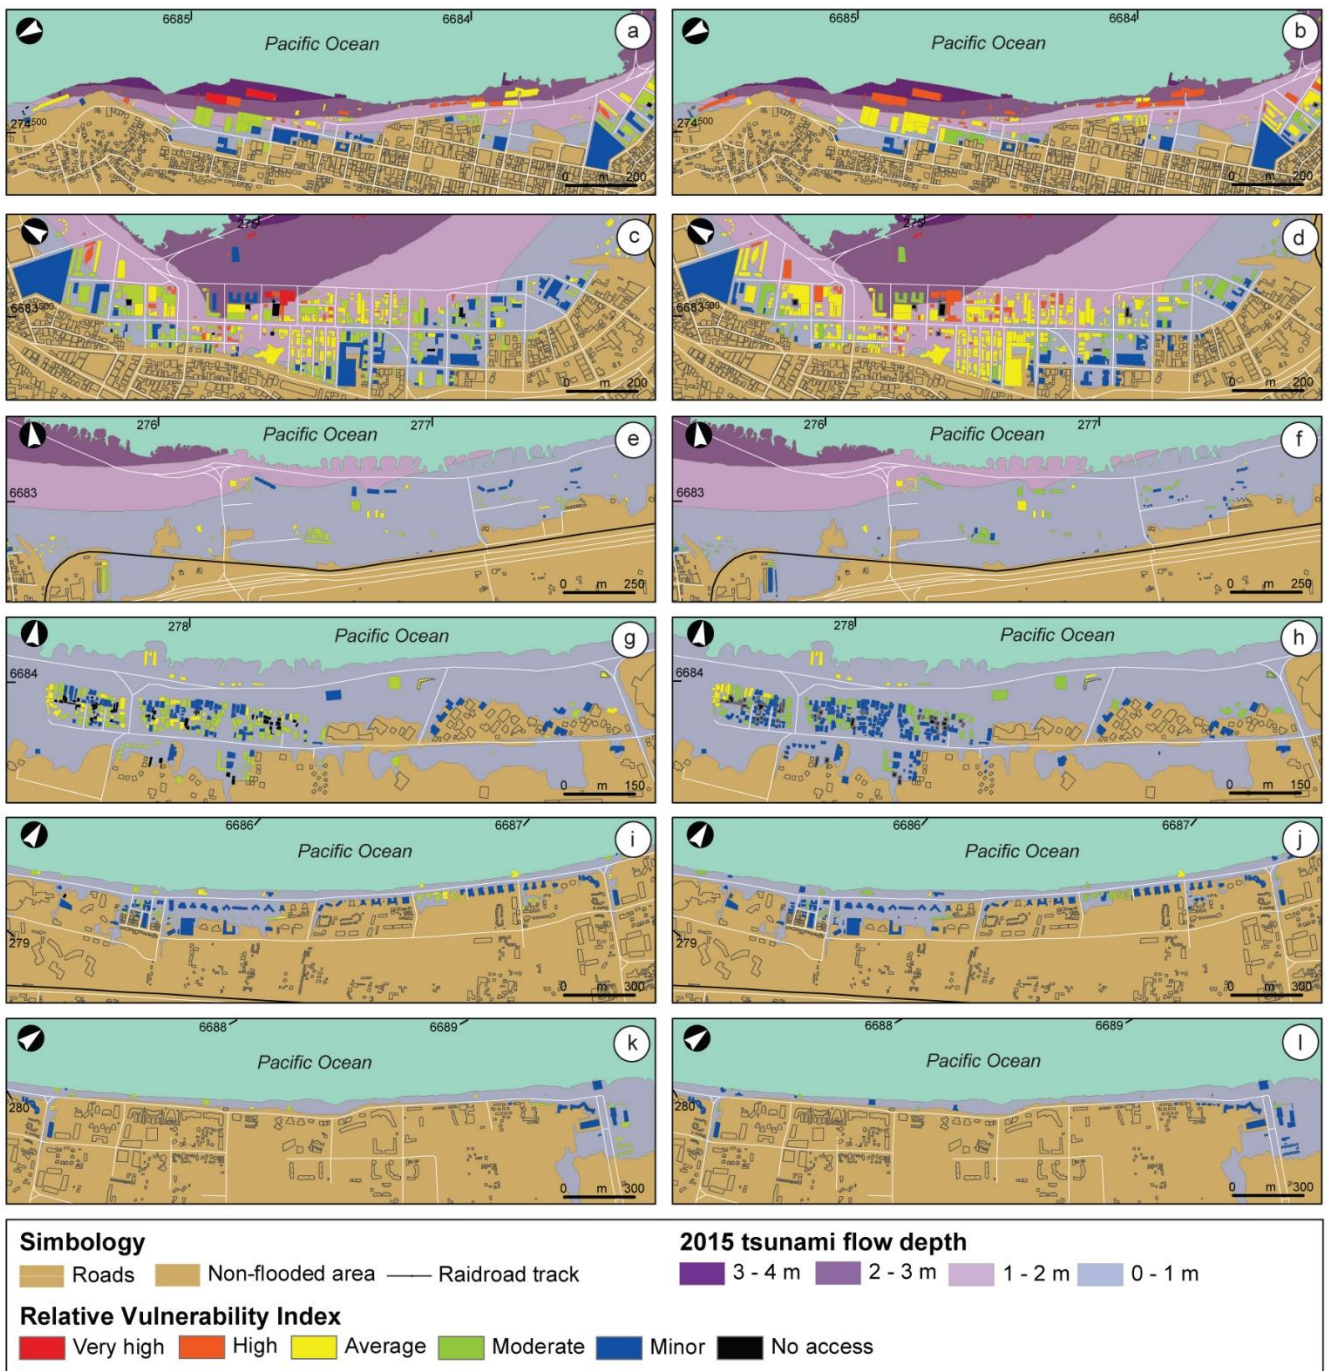 6685 6684 6685 6684
Pacific Ocean a Pacific Ocean b
274500 274500
0 m 200 0 m 200
275 c 275 d
6683500 6683500
0 m 200 0 m 200
276 277 276 277
Pacific Ocean e Pacific Ocean f
6683 6683
0 m 250 0 m 250
278 278
Pacific Ocean g Pacific Ocean h
6684 6684
0 m 150 0 m 150
6686 6687 6686 6687
Pacific Ocean i Pacific Ocean j
279 279
0 m 300 0 m 300
6688 6689 6688 6689
Pacific Ocean k Pacific Ocean l
280 280
0 m 300 0 m 300
Simbology 2015 tsunami flow depth
Roads Non-flooded area Raidroad track 3 - 4 m 2 - 3 m 1 - 2 m 0 - 1 m
Relative Vulnerability Index
Very high High Average Moderate Minor No access